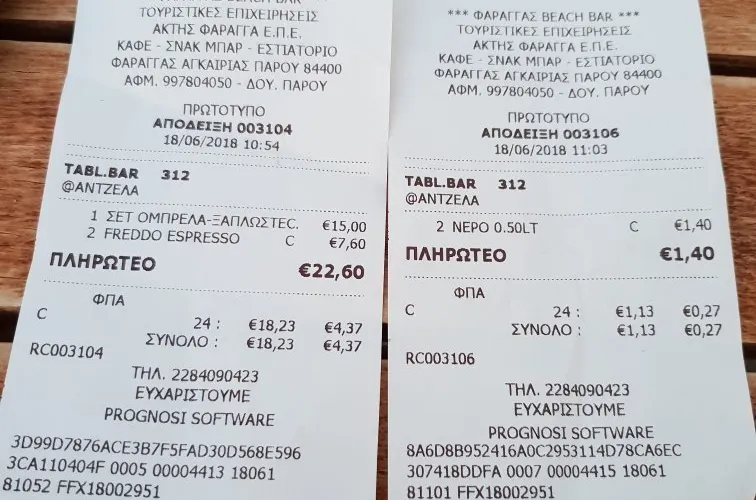 BEACH BAR
ΤΟΥΡΙΣΤΙΚΕΣ ΕΠΙΧΕΙΡΗΣΕΙΣ
ΑΚΤΗΣ ΦΑΡΑΓΓΑ Ε.Π.Ε.
ΚΑΦΕ - ΣΝΑΚ ΜΠΑΡ - ΕΣΤΙΑΤΟΡΙΟ
ΦΑΡΑΓΓΑΣ ΑΓΚΑΙΡΙΑΣ ΠΑΡΟΥ 84400
ΑΦΜ. 997804050 - ΔΟΥ. ΠΑΡΟΥ
ΠΡΩΤΟΤΥΠΟ
ΑΠΟΔΕΙΞΗ 003104
18/06/2018 10:54
TABL.BAR 312
@ΑΝΤΖΕΛΑ
1 ΣΕΤ ΟΜΠΡΕΛΑ-ΞΑΠΛΩΣΤΕC. €15,00
2 FREDDO ESPRESSO C €7,60
ΠΛΗΡΩΤΕΟ €22,60
ΦΠΑ
C 24 : €18,23 €4,37
ΣΥΝΟΛΟ : €18,23 €4,37
RC003104
ΤΗΛ. 2284090423
ΕΥΧΑΡΙΣΤΟΥΜΕ
PROGNOSI SOFTWARE
3D99D7876ACE3B7F5FAD30D568E596
3CA110404F 0005 00004413 18061
81052 FFX18002951
*** ΦΑΡΑΓΓΑΣ BEACH BAR ***
ΤΟΥΡΙΣΤΙΚΕΣ ΕΠΙΧΕΙΡΗΣΕΙΣ
ΑΚΤΗΣ ΦΑΡΑΓΓΑ Ε.Π.Ε.
ΚΑΦΕ - ΣΝΑΚ ΜΠΑΡ - ΕΣΤΙΑΤΟΡΙΟ
ΦΑΡΑΓΓΑΣ ΑΓΚΑΙΡΙΑΣ ΠΑΡΟΥ 84400
ΑΦΜ. 997804050 - ΔΟΥ. ΠΑΡΟΥ
ΠΡΩΤΟΤΥΠΟ
ΑΠΟΔΕΙΞΗ 003106
18/06/2018 11:03
TABL.BAR 312
@ΑΝΤΖΕΛΑ
2 ΝΕΡΟ 0.50LT C €1,40
ΠΛΗΡΩΤΕΟ €1,40
ΦΠΑ
C 24 : €1,13 €0,27
ΣΥΝΟΛΟ : €1,13 €0,27
RC003106
ΤΗΛ. 2284090423
ΕΥΧΑΡΙΣΤΟΥΜΕ
PROGNOSI SOFTWARE
8A6D8B952416A0C2953114D78CA6EC
307418DDFA 0007 00004415 18061
81101 FFX18002951